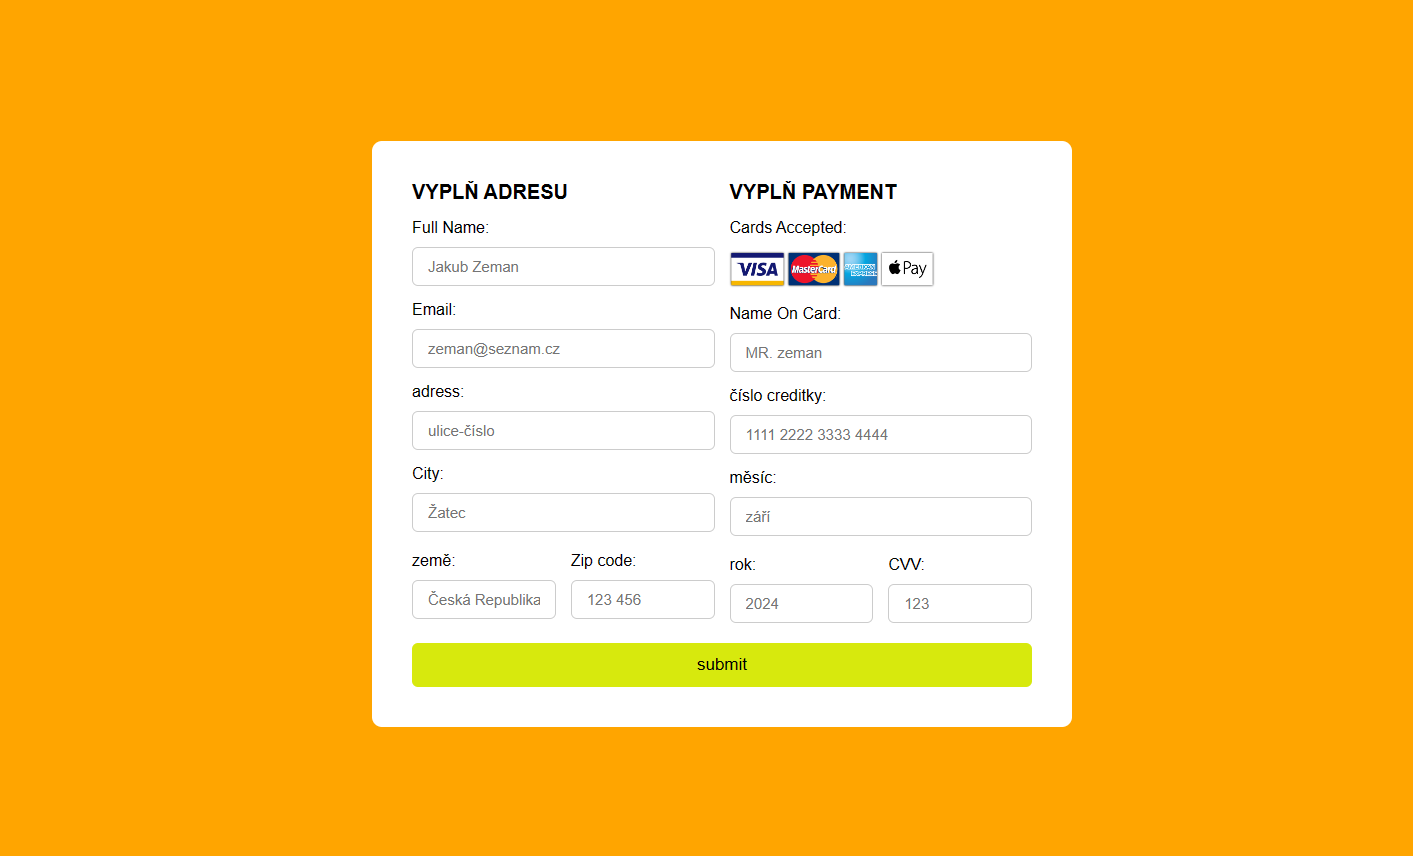 VYPLŇ ADRESU
Full Name:
Jakub Zeman
Email:
zeman@seznam.cz
adress:
ulice-číslo
City:
Žatec
země:
Česká Republika
Zip code:
123 456
VYPLŇ PAYMENT
Cards Accepted:
VISA MasterCard AMERICAN EXPRESS Pay
Name On Card:
MR. zeman
číslo creditky:
1111 2222 3333 4444
měsíc:
září
rok:
2024
CVV:
123
submit